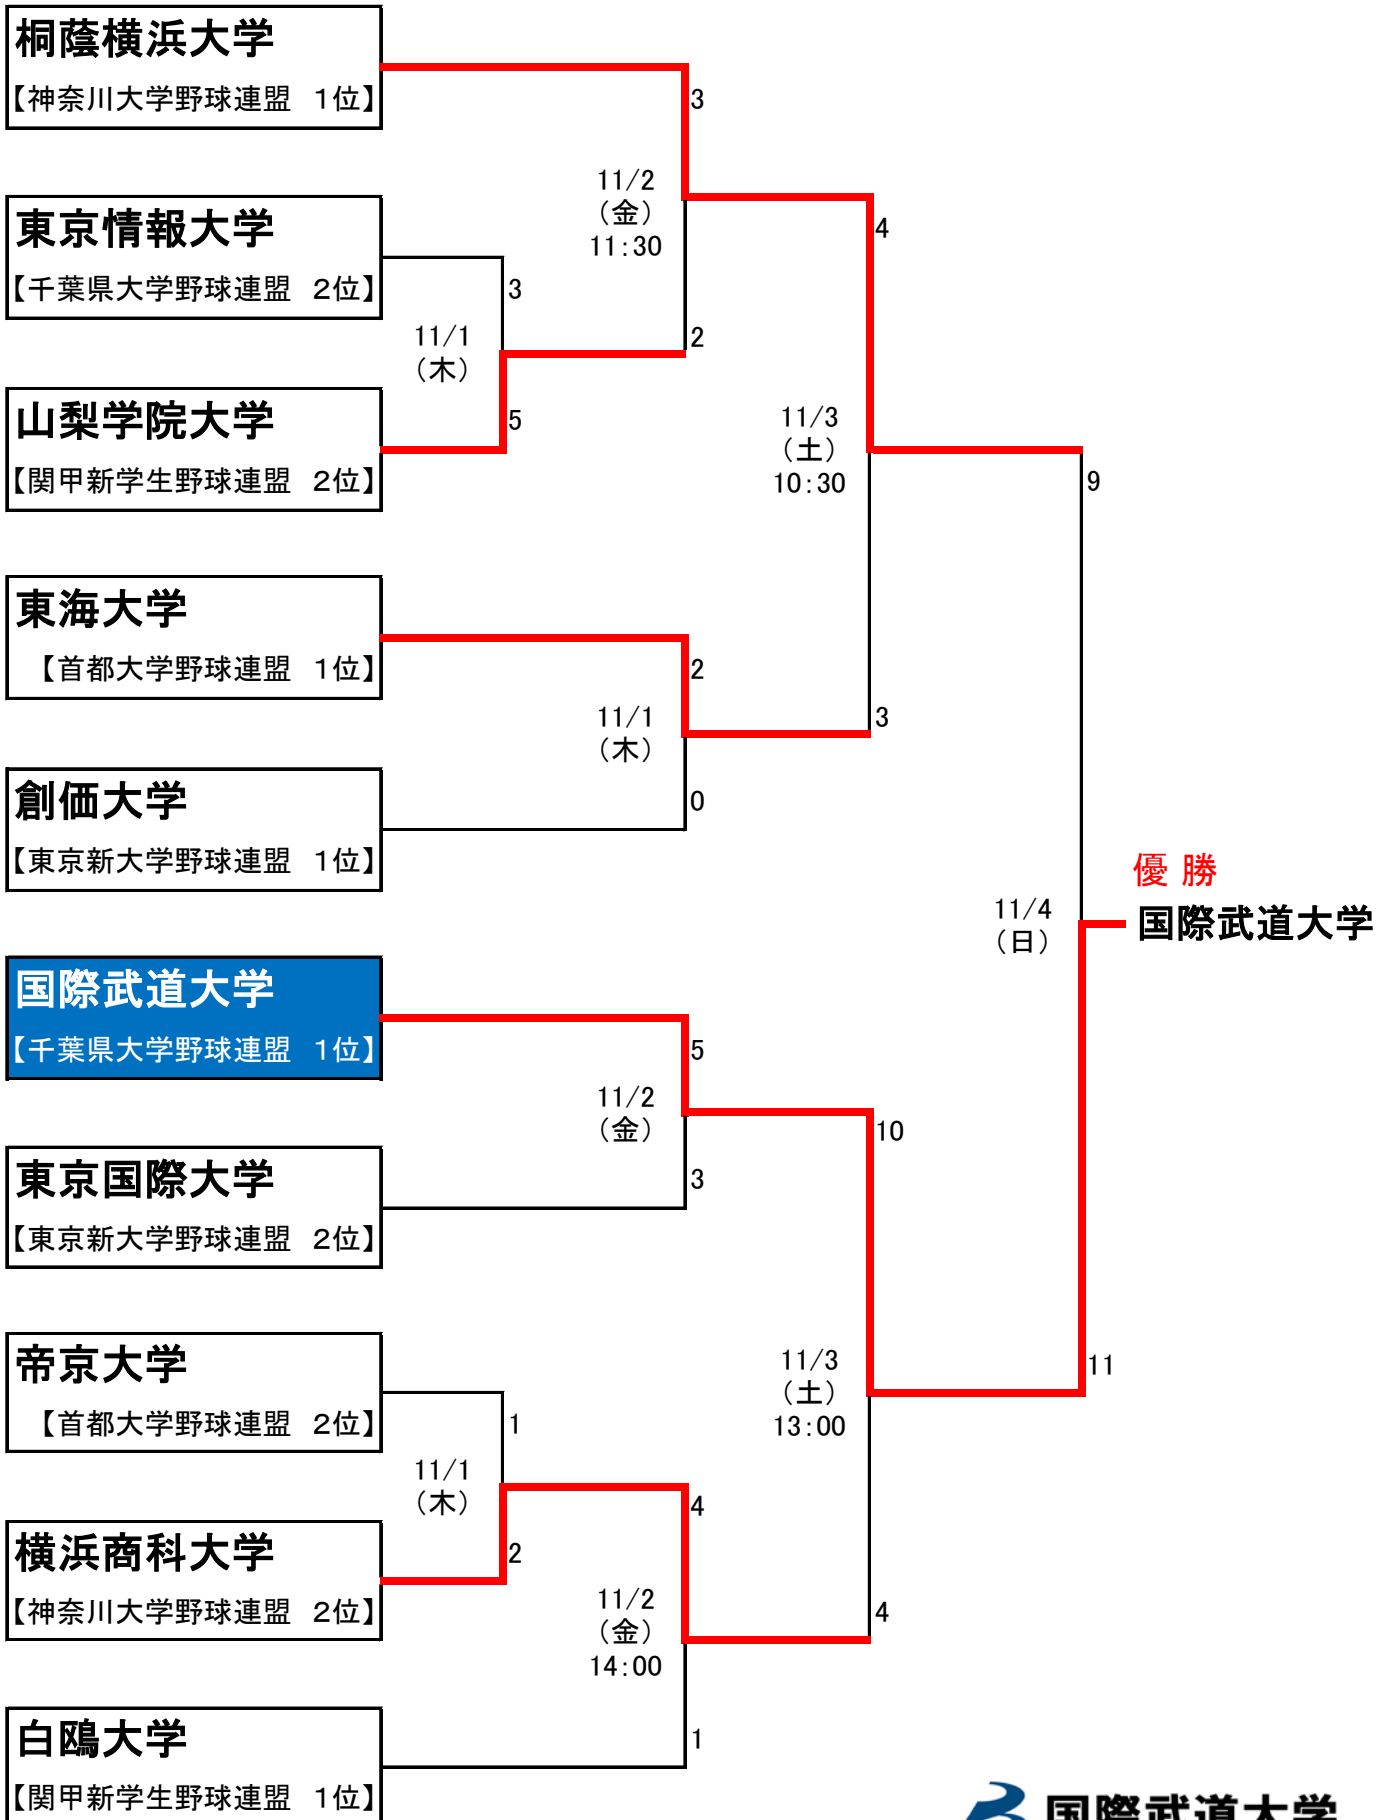 桐蔭横浜大学
【神奈川大学野球連盟　1位】
3
11/2
（金）
11:30
4
東京情報大学
【千葉県大学野球連盟　2位】
3
11/1
（木）
2
山梨学院大学
【関甲新学生野球連盟　2位】
5
11/3
（土）
10:30
9
東海大学
【首都大学野球連盟　1位】
2
11/1
（木）
3
創価大学
【東京新大学野球連盟　1位】
0
優 勝
国際武道大学
11/4
（日）
国際武道大学
【千葉県大学野球連盟　1位】
5
11/2
（金）
10
東京国際大学
【東京新大学野球連盟　2位】
3
帝京大学
【首都大学野球連盟　2位】
1
11/3
（土）
13:00
11
11/1
（木）
4
横浜商科大学
【神奈川大学野球連盟　2位】
2
11/2
（金）
14:00
4
白鴎大学
【関甲新学生野球連盟　1位】
1
国際武道大学